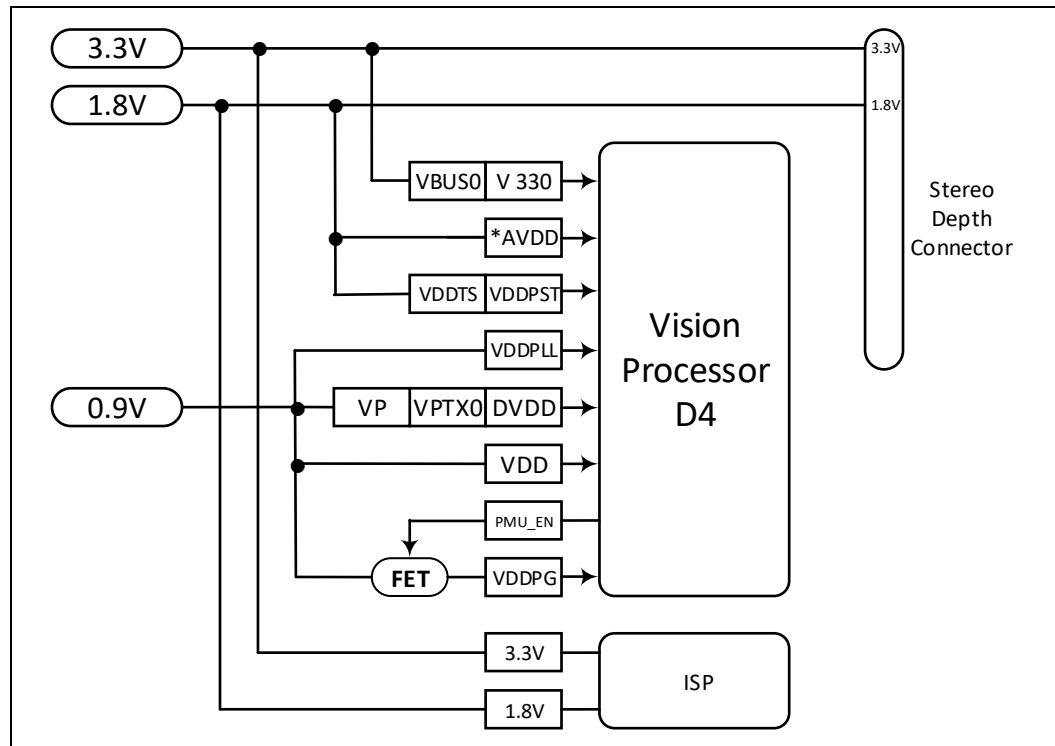 3.3V
3.3V
1.8V
1.8V
VBUS0 V 330
*AVDD
Stereo
Depth
Connector
VDDTS VDDPST
Vision
Processor
D4
VDDPLL
0.9V
VP VPTX0 DVDD
VDD
PMU_EN
FET
VDDPG
3.3V
ISP
1.8V